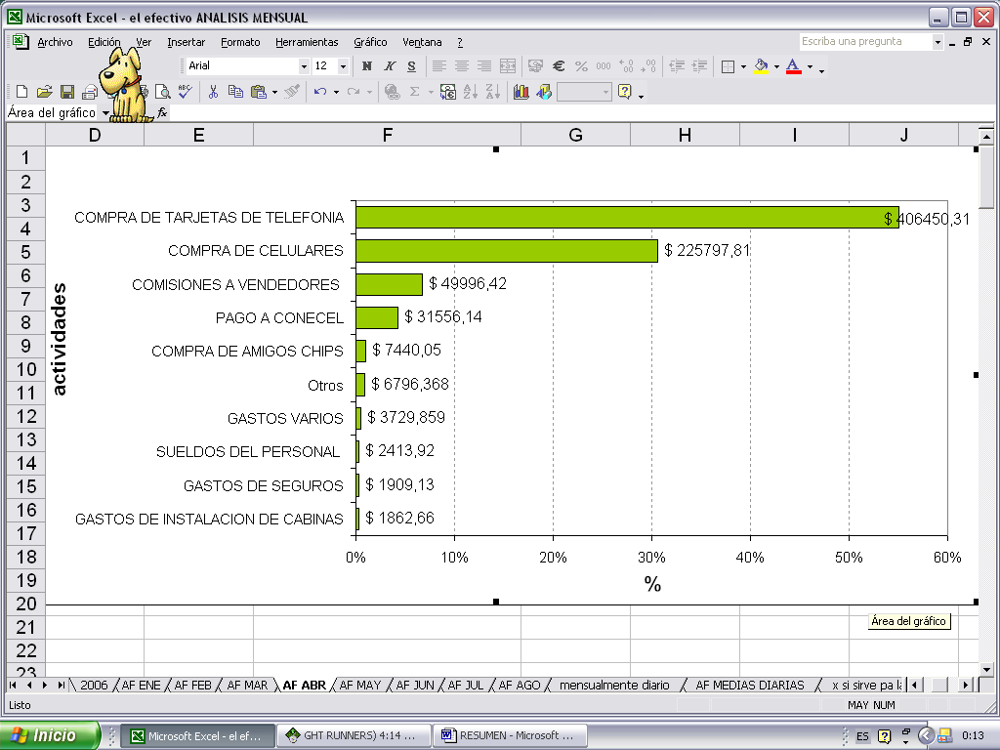 Microsoft Excel - el efectivo ANALISIS MENSUAL
Archivo Edición Ver Insertar Formato Herramientas Gráfico Ventana ? Escriba una pregunta
Arial 12 N K S € % 000
Área del gráfico fx
D E F G H I J
1
2
3
4
5
6
7
8
9
10
11
12
13
14
15
16
17
18
19
20
21
22
23
actividades
COMPRA DE TARJETAS DE TELEFONIA $ 406450,31
COMPRA DE CELULARES $ 225797,81
COMISIONES A VENDEDORES $ 49996,42
PAGO A CONECEL $ 31556,14
COMPRA DE AMIGOS CHIPS $ 7440,05
Otros $ 6796,368
GASTOS VARIOS $ 3729,859
SUELDOS DEL PERSONAL $ 2413,92
GASTOS DE SEGUROS $ 1909,13
GASTOS DE INSTALACION DE CABINAS $ 1862,66
0% 10% 20% 30% 40% 50% 60%
%
Área del gráfico
2006 AF ENE AF FEB AF MAR AF ABR AF MAY AF JUN AF JUL AF AGO mensualmente diario AF MEDIAS DIARIAS x si sirve pa la
Listo MAY NUM
Inicio Microsoft Excel - el ef... GHT RUNNERS) 4:14 ... RESUMEN - Microsoft ... ES 0:13